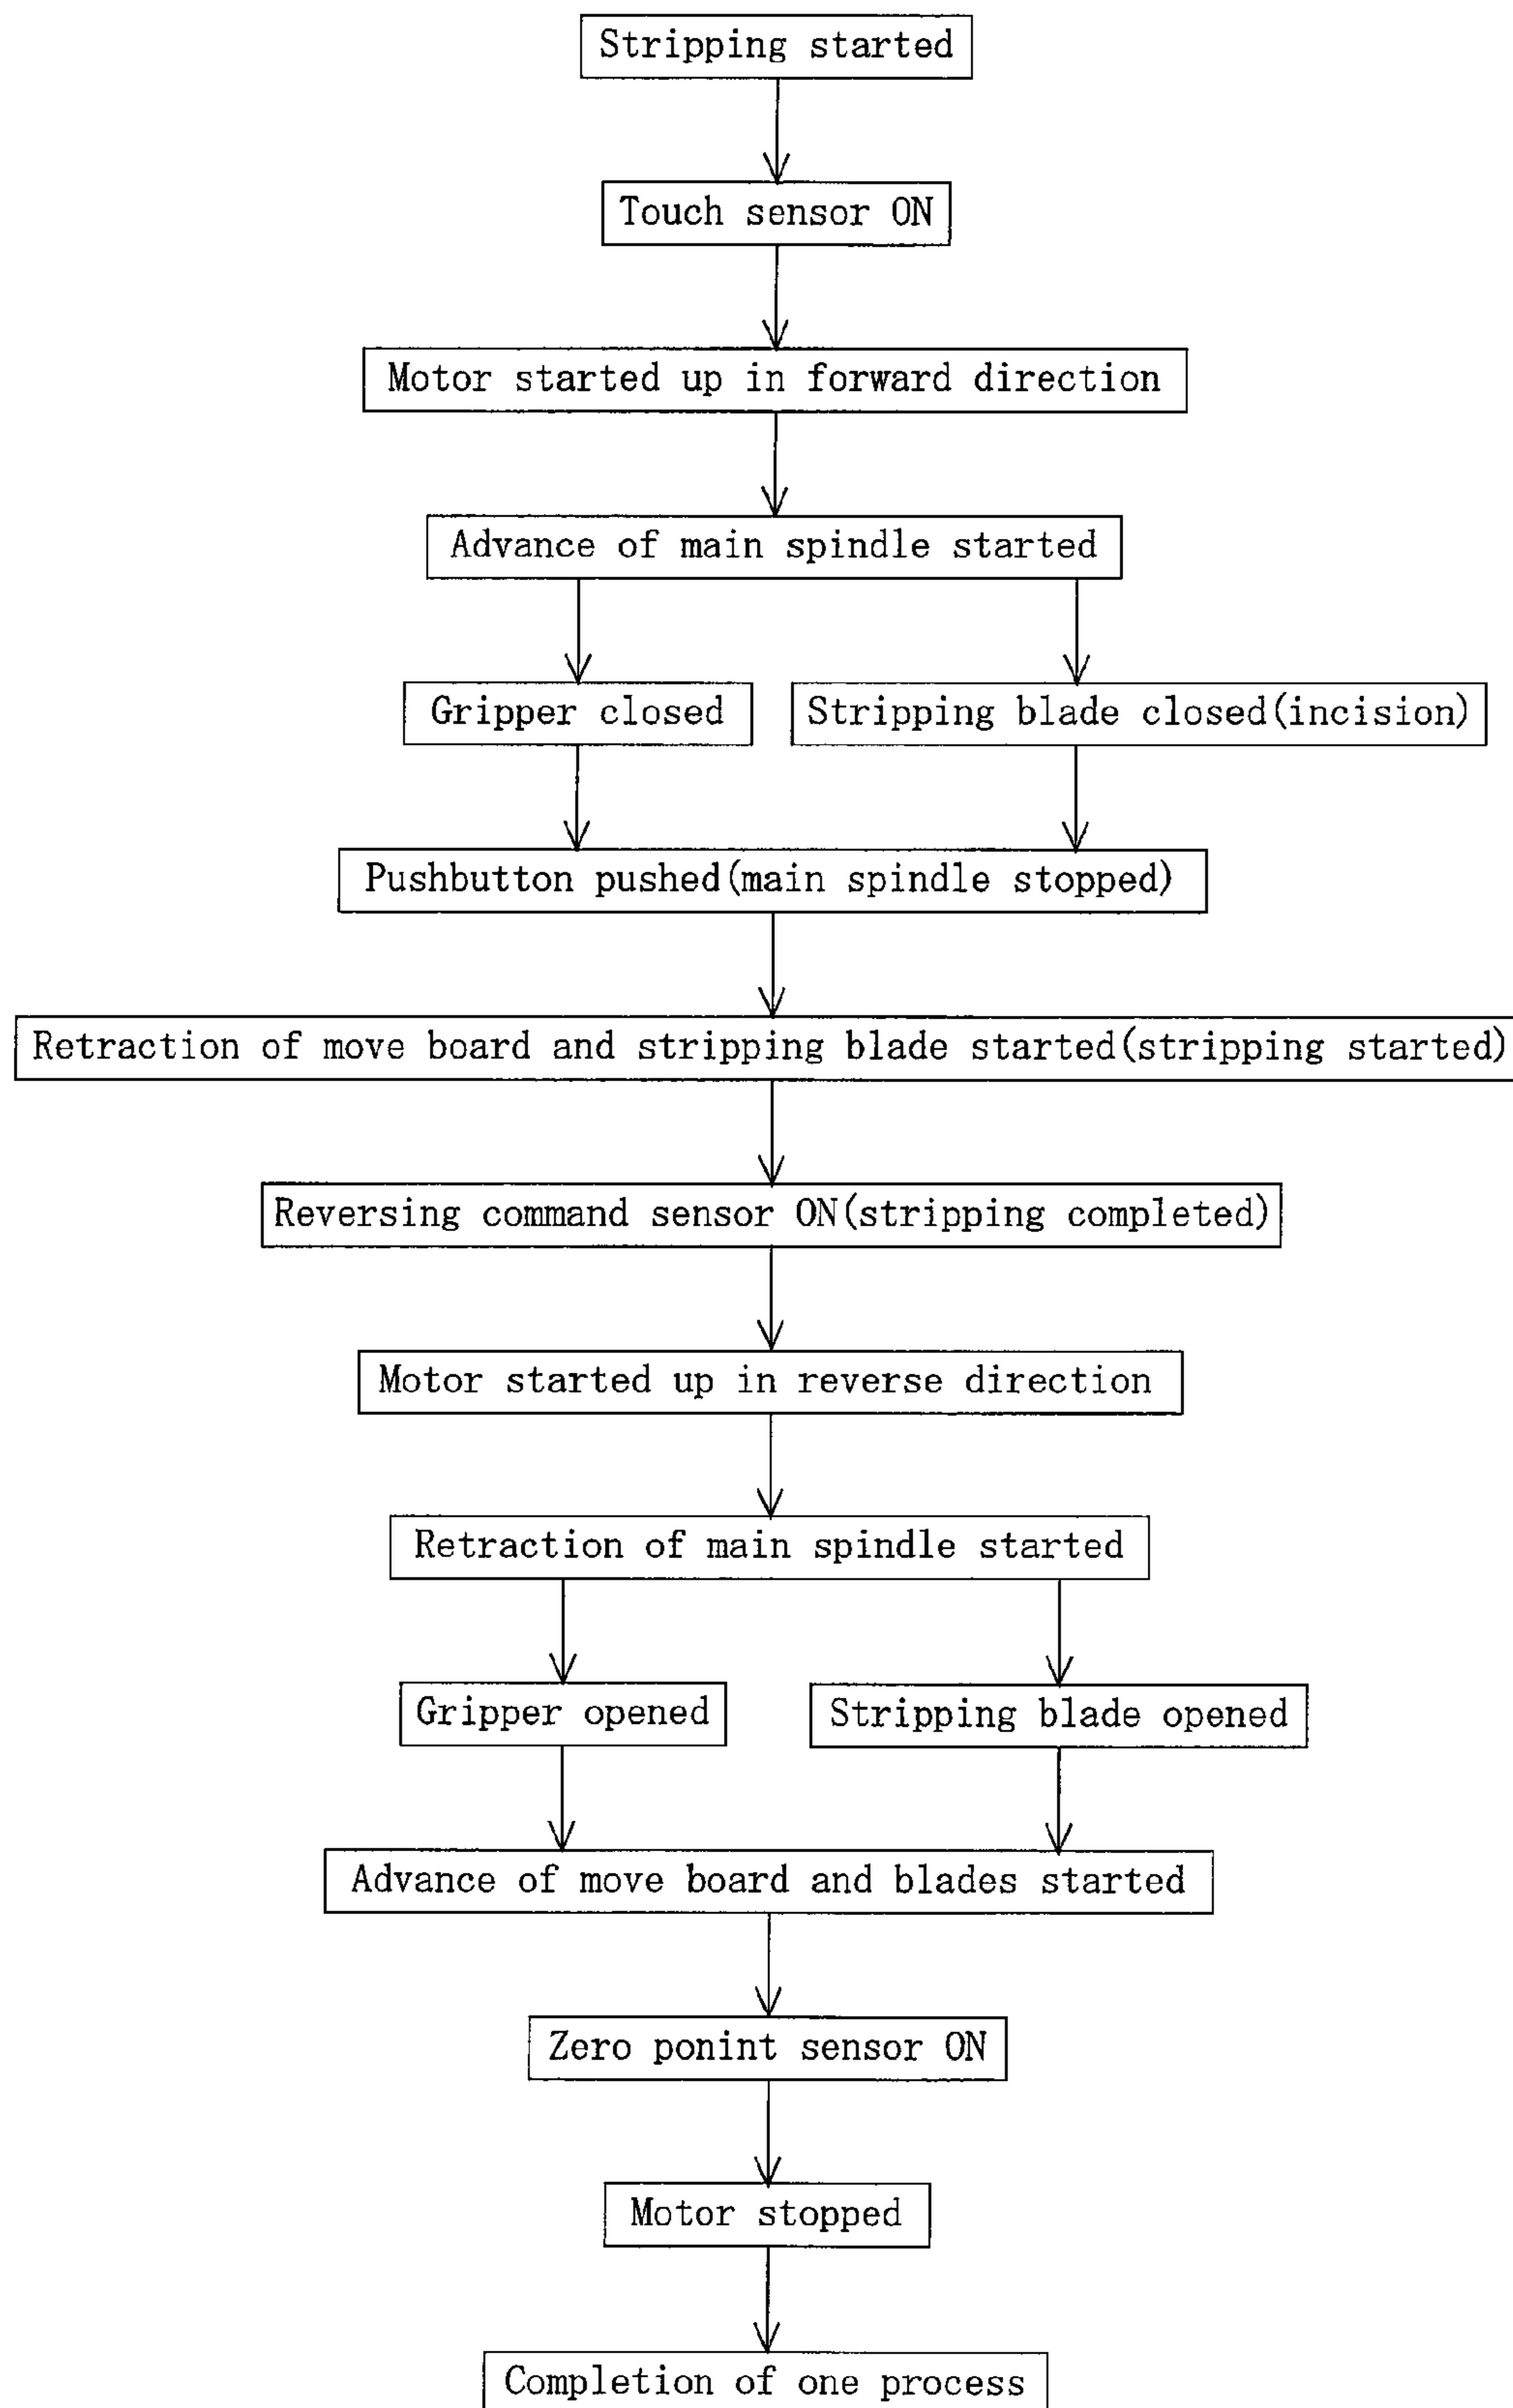 Stripping started
Touch sensor ON
Motor started up in forward direction
Advance of main spindle started
Gripper closed
Stripping blade closed(incision)
Pushbutton pushed(main spindle stopped)
Retraction of move board and stripping blade started(stripping started)
Reversing command sensor ON(stripping completed)
Motor started up in reverse direction
Retraction of main spindle started
Gripper opened
Stripping blade opened
Advance of move board and blades started
Zero ponint sensor ON
Motor stopped
Completion of one process